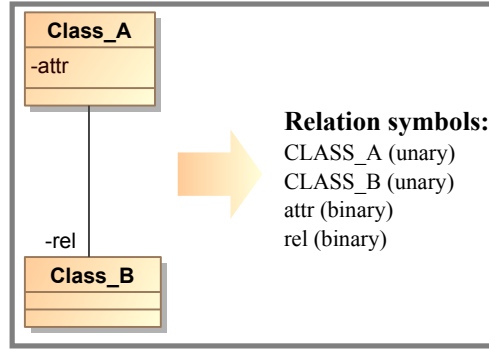 Class_A
-attr
-rel
Class_B
Relation symbols:
CLASS_A (unary)
CLASS_B (unary)
attr (binary)
rel (binary)